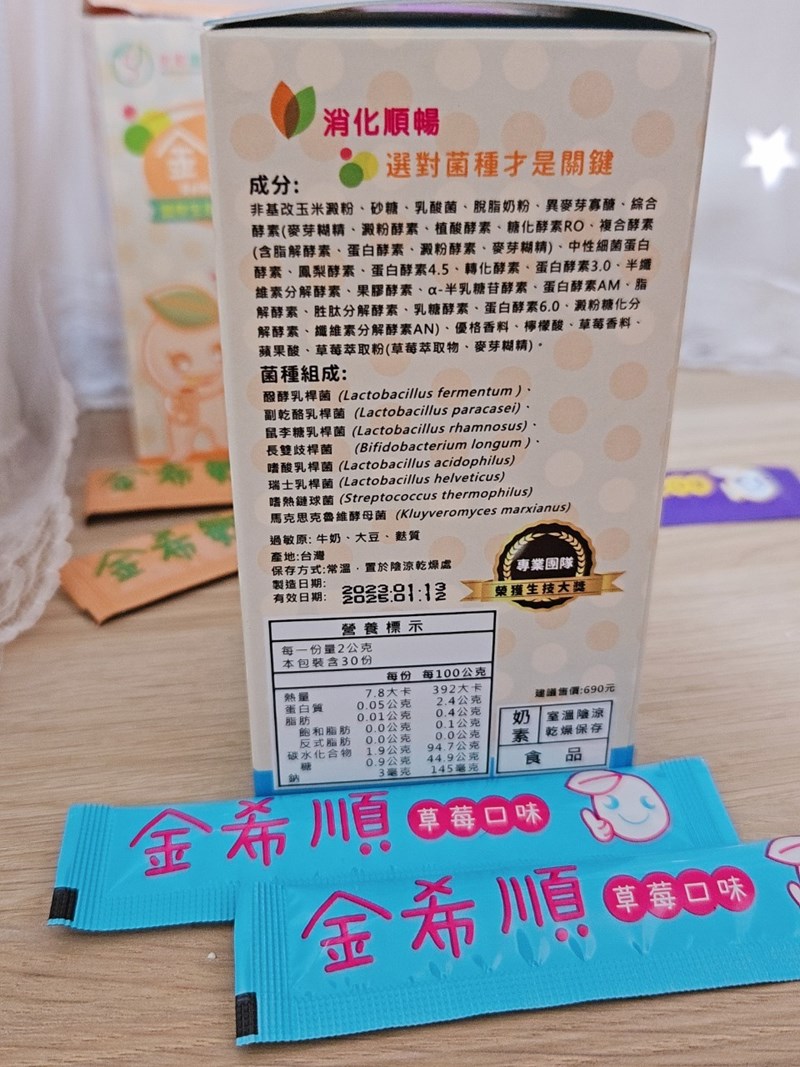 消化順暢
選對菌種才是關鍵
成分:
非基改玉米澱粉、砂糖、乳酸菌、脫脂奶粉、異麥芽寡醣、綜合
酵素(麥芽糊精、澱粉酵素、植酸酵素、糖化酵素RO、複合酵素
(含脂解酵素、蛋白酵素、澱粉酵素、麥芽糊精)、中性細菌蛋白
酵素、鳳梨酵素、蛋白酵素4.5、轉化酵素、蛋白酵素3.0、半纖
維素分解酵素、果膠酵素、α-半乳糖苷酵素、蛋白酵素AM、脂
解酵素、胜肽分解酵素、乳糖酵素、蛋白酵素6.0、澱粉糖化分
解酵素、纖維素分解酵素AN)、優格香料、檸檬酸、草莓香料、
蘋果酸、草莓萃取粉(草莓萃取物、麥芽糊精)。
菌種組成:
醱酵乳桿菌 (Lactobacillus fermentum)、
副乾酪乳桿菌 (Lactobacillus paracasei)、
鼠李糖乳桿菌 (Lactobacillus rhamnosus)、
長雙歧桿菌 (Bifidobacterium longum)、
嗜酸乳桿菌 (Lactobacillus acidophilus)
瑞士乳桿菌 (Lactobacillus helveticus)
嗜熱鏈球菌 (Streptococcus thermophilus)
馬克思克魯維酵母菌 (Kluyveromyces marxianus)
過敏原: 牛奶、大豆、麩質
產地:台灣
保存方式:常溫，置於陰涼乾燥處
製造日期: 2023.01.13
有效日期: 2025.01.12
專業團隊
榮獲生技大獎
營養標示
每一份量2公克
本包裝含30份
每份 每100公克
熱量 7.8大卡 392大卡
蛋白質 0.05公克 2.4公克
脂肪 0.01公克 0.4公克
飽和脂肪 0.0公克 0.1公克
反式脂肪 0.0公克 0.0公克
碳水化合物 1.9公克 94.7公克
糖 0.9公克 44.9公克
鈉 3毫克 145毫克
建議售價:690元
奶素 室溫陰涼
乾燥保存
食品
金希順 草莓口味
金希順 草莓口味
金
金希
金希